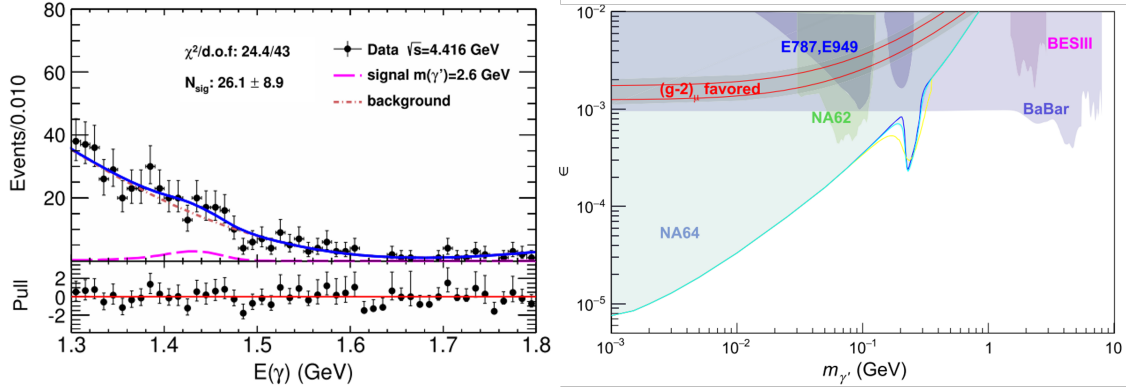 χ²/d.o.f: 24.4/43
N_sig: 26.1 ± 8.9
Data √s=4.416 GeV
signal m(γ')=2.6 GeV
background
Events/0.010
40
20
Pull
2
0
-2
1.3 1.4 1.5 1.6 1.7 1.8
E(γ) (GeV)
10⁻²
10⁻³
10⁻⁴
10⁻⁵
ε
E787,E949
BESIII
(g-2)_μ favored
NA62
BaBar
NA64
10⁻³ 10⁻² 10⁻¹ 1 10
m_γ' (GeV)